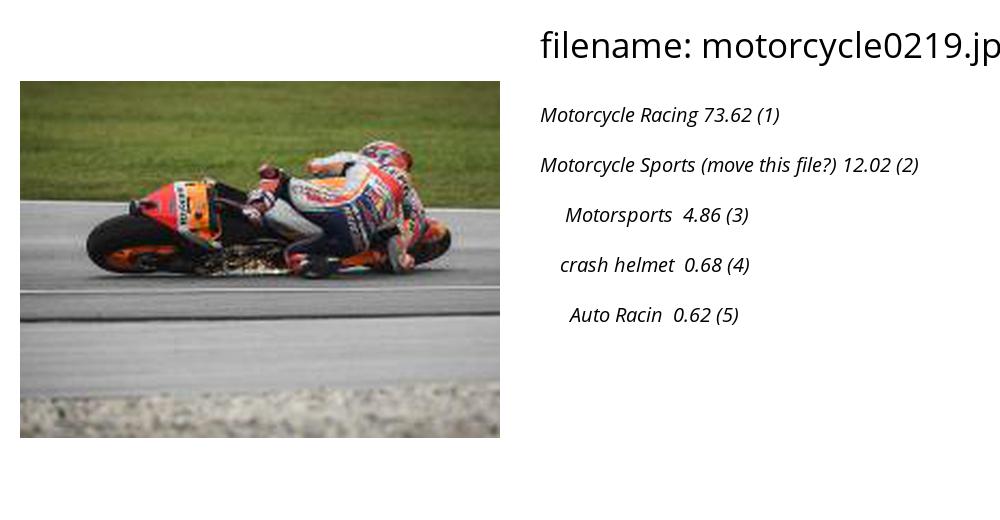 filename: motorcycle0219.jp
Motorcycle Racing 73.62 (1)
Motorcycle Sports (move this file?) 12.02 (2)
Motorsports 4.86 (3)
crash helmet 0.68 (4)
Auto Racin 0.62 (5)